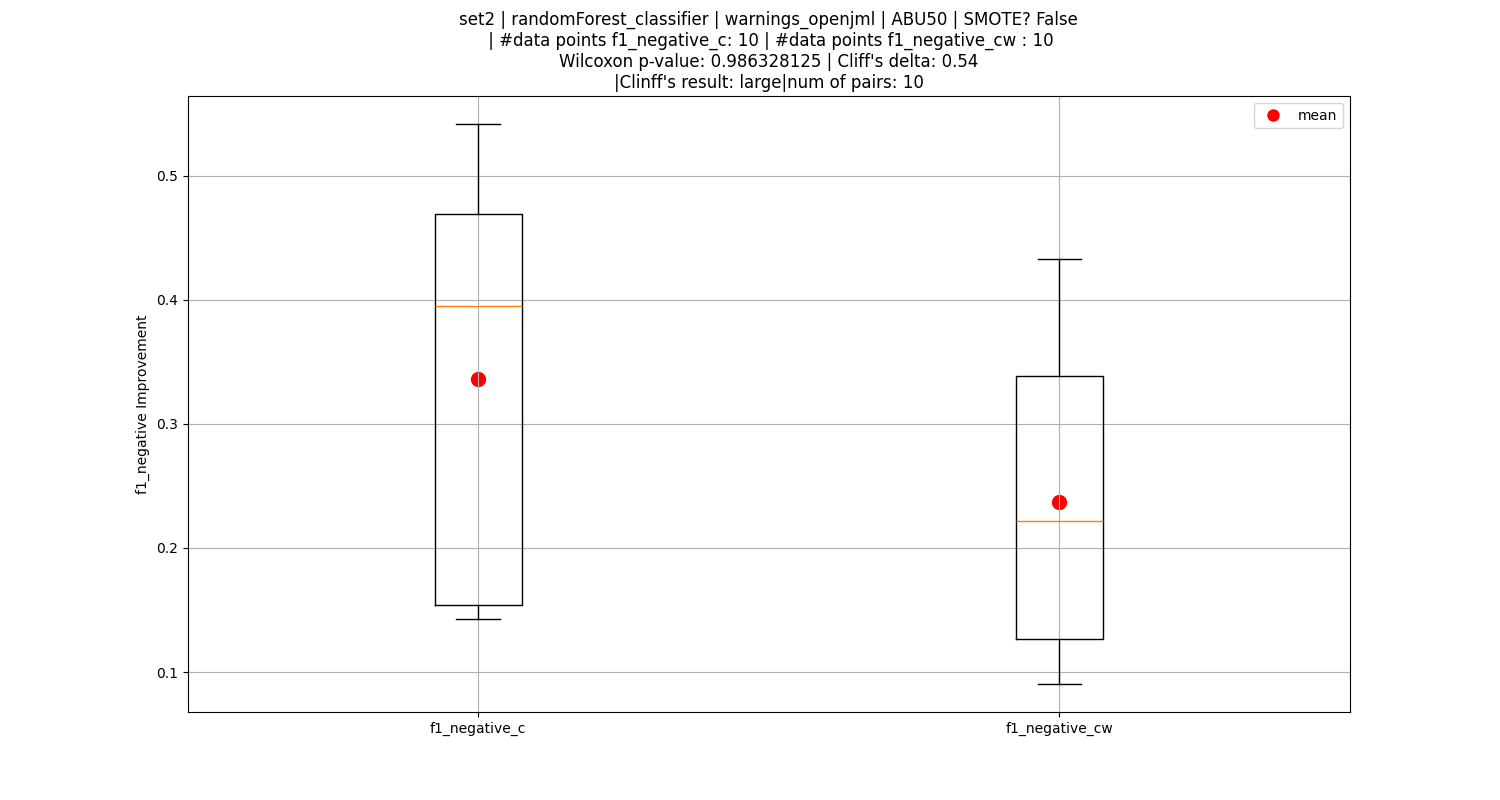 set2 | randomForest_classifier | warnings_openjml | ABU50 | SMOTE? False
| #data points f1_negative_c: 10 | #data points f1_negative_cw : 10
Wilcoxon p-value: 0.986328125 | Cliff's delta: 0.54
|Clinff's result: large|num of pairs: 10
mean
0.5
0.4
0.3
0.2
0.1
f1_negative Improvement
f1_negative_c
f1_negative_cw